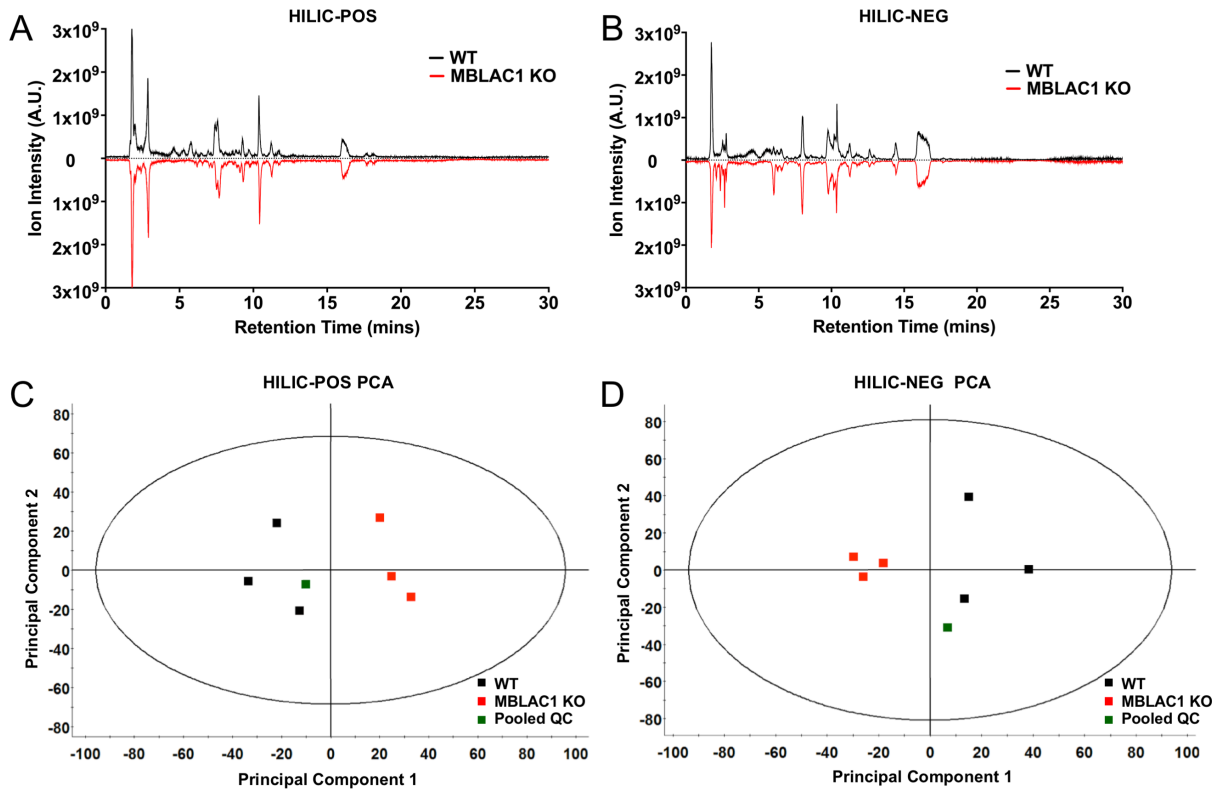 A
HILIC-POS
3x10⁹
2x10⁹
1x10⁹
0
1x10⁹
2x10⁹
3x10⁹
Ion Intensity (A.U.)
WT
MBLAC1 KO
0 5 10 15 20 25 30
Retention Time (mins)
B
HILIC-NEG
3x10⁹
2x10⁹
1x10⁹
0
1x10⁹
2x10⁹
3x10⁹
Ion Intensity (A.U.)
WT
MBLAC1 KO
0 5 10 15 20 25 30
Retention Time (mins)
C
HILIC-POS PCA
80
60
40
20
0
-20
-40
-60
-80
Principal Component 2
WT
MBLAC1 KO
Pooled QC
-100 -80 -60 -40 -20 0 20 40 60 80 100
Principal Component 1
D
HILIC-NEG PCA
80
60
40
20
0
-20
-40
-60
-80
Principal Component 2
WT
MBLAC1 KO
Pooled QC
-100 -80 -60 -40 -20 0 20 40 60 80 100
Principal Component 1